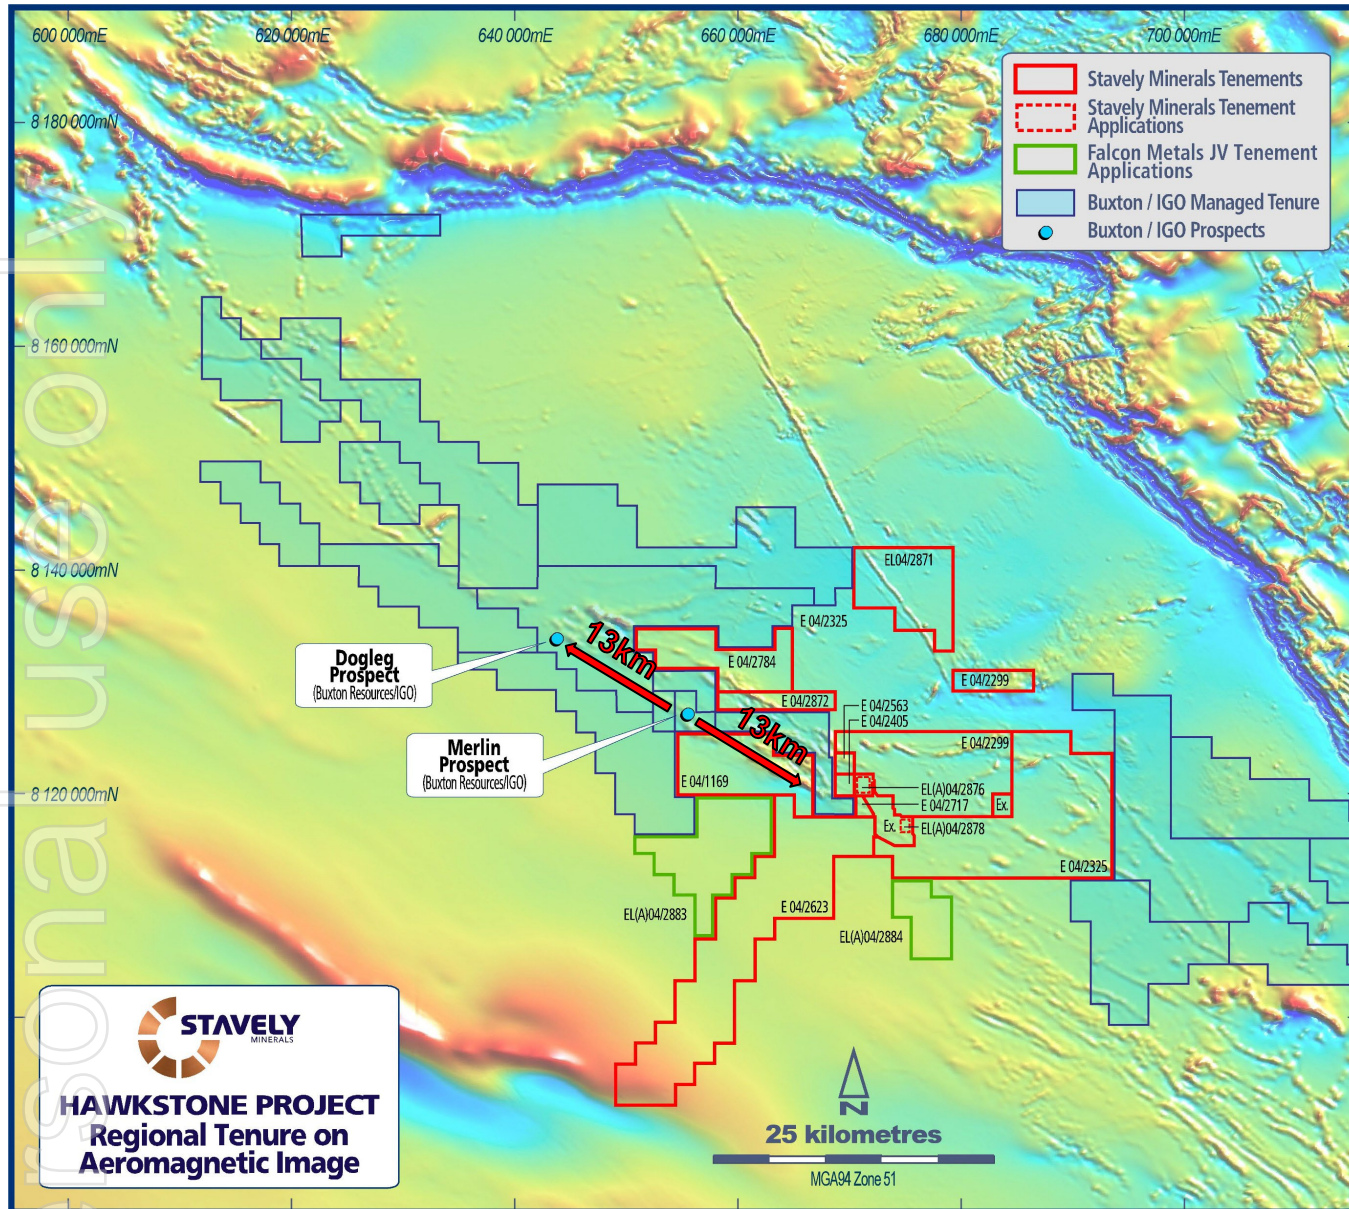 600 000mE
620 000mE
640 000mE
660 000mE
680 000mE
700 000mE
8 180 000mN
8 160 000mN
8 140 000mN
8 120 000mN
Stavely Minerals Tenements
Stavely Minerals Tenement
Applications
Falcon Metals JV Tenement
Applications
Buxton / IGO Managed Tenure
Buxton / IGO Prospects
EL04/2871
E 04/2325
E 04/2784
E 04/2299
E 04/2872
E 04/2563
E 04/2405
E 04/2299
13km
13km
Dogleg
Prospect
(Buxton Resources/IGO)
Merlin
Prospect
(Buxton Resources/IGO)
E 04/1169
EL(A)04/2876
E 04/2717
Ex.
Ex.
EL(A)04/2878
E 04/2325
E 04/2623
EL(A)04/2883
EL(A)04/2884
STAVELY
MINERALS
HAWKSTONE PROJECT
Regional Tenure on
Aeromagnetic Image
N
25 kilometres
MGA94 Zone 51
ersonal use only